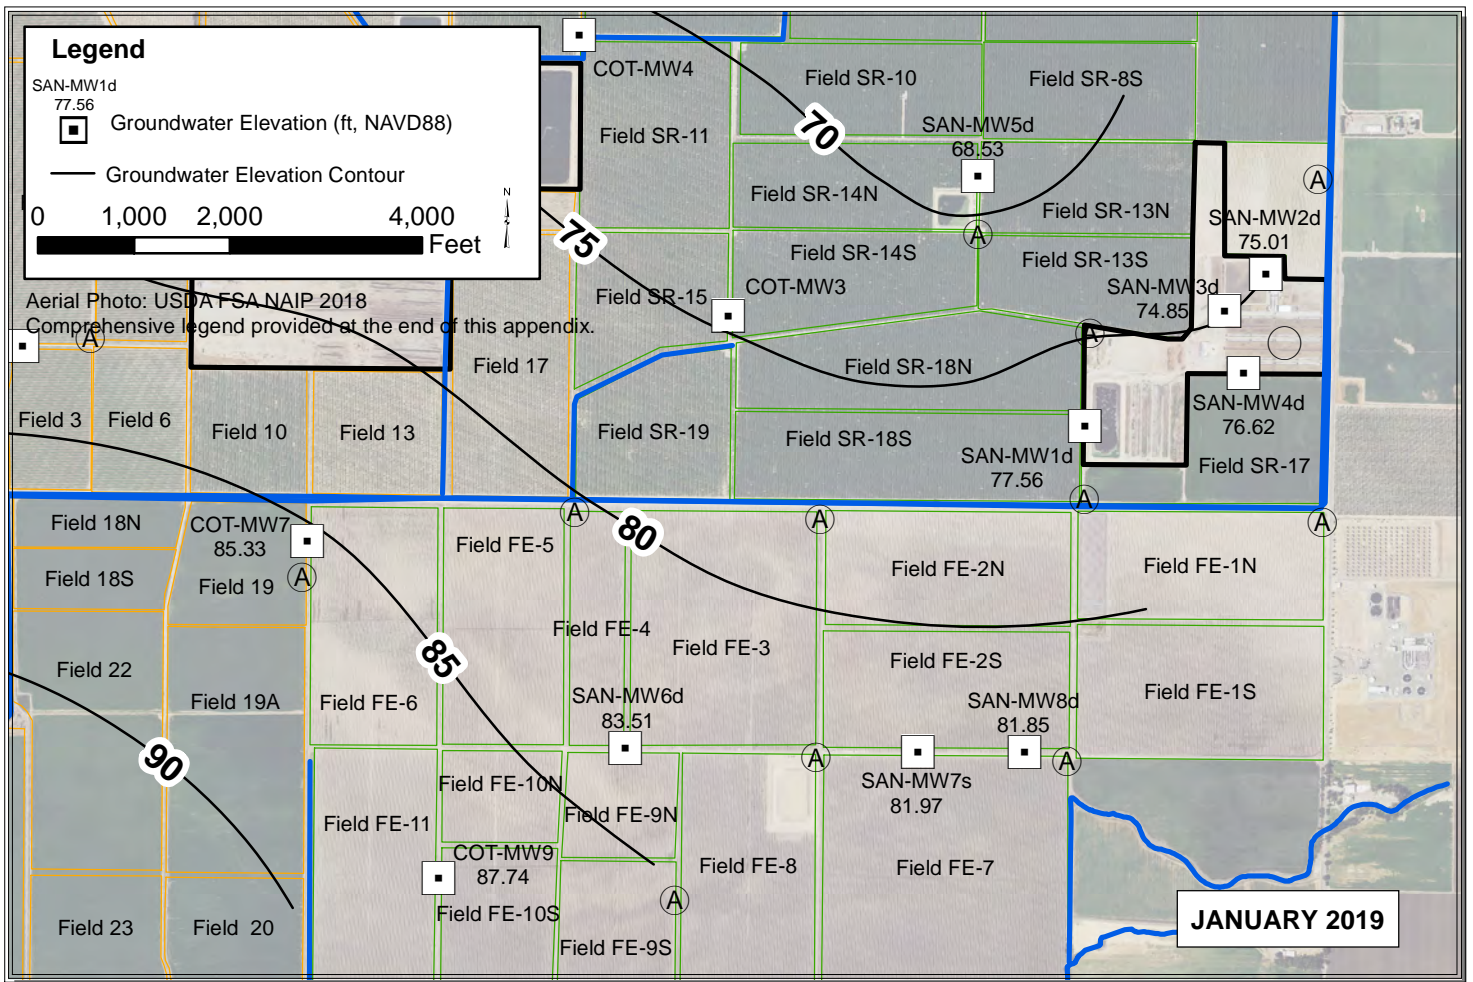 Legend
SAN-MW1d
77.56
Groundwater Elevation (ft, NAVD88)
Groundwater Elevation Contour
0 1,000 2,000 4,000
Feet
N
Aerial Photo: USDA FSA NAIP 2018
Comprehensive legend provided at the end of this appendix.
COT-MW4
Field SR-10
Field SR-8S
70
SAN-MW5d
68.53
Field SR-11
A
Field SR-14N
Field SR-13N
SAN-MW2d
75.01
75
A
Field SR-14S
Field SR-13S
SAN-MW3d
74.85
Field SR-15
COT-MW3
A
A
Field 17
Field SR-18N
SAN-MW4d
76.62
Field 3
Field 6
Field 10
Field 13
Field SR-19
Field SR-18S
SAN-MW1d
77.56
Field SR-17
A
A
A
A
Field 18N
COT-MW7
85.33
80
Field FE-5
Field FE-2N
Field FE-1N
Field 18S
A
Field 19
Field FE-4
Field FE-3
85
Field FE-2S
Field 22
Field 19A
Field FE-6
SAN-MW6d
83.51
SAN-MW8d
81.85
Field FE-1S
90
A
A
SAN-MW7s
81.97
Field FE-10N
Field FE-9N
Field FE-11
COT-MW9
87.74
Field FE-8
Field FE-7
A
Field 23
Field 20
Field FE-10S
Field FE-9S
JANUARY 2019